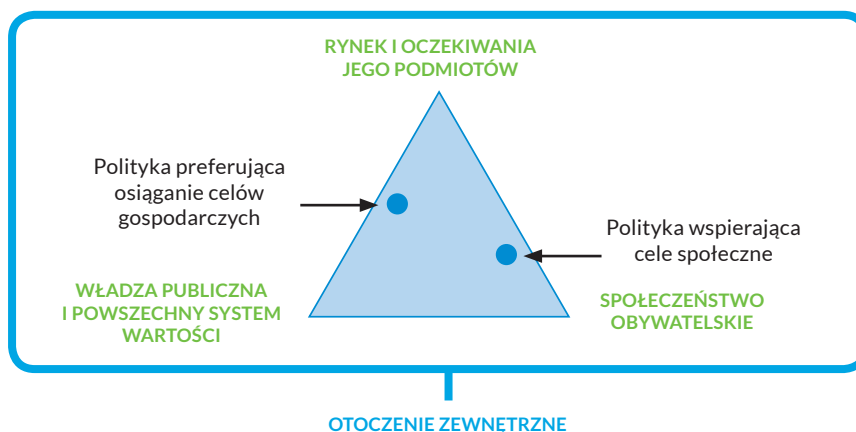 RYNEK I OCZEKIWANIA
JEGO PODMIOTÓW
Polityka preferująca
osiąganie celów
gospodarczych
Polityka wspierająca
cele społeczne
WŁADZA PUBLICZNA
I POWSZECHNY SYSTEM
WARTOŚCI
SPOŁECZEŃSTWO
OBYWATELSKIE
OTOCZENIE ZEWNĘTRZNE